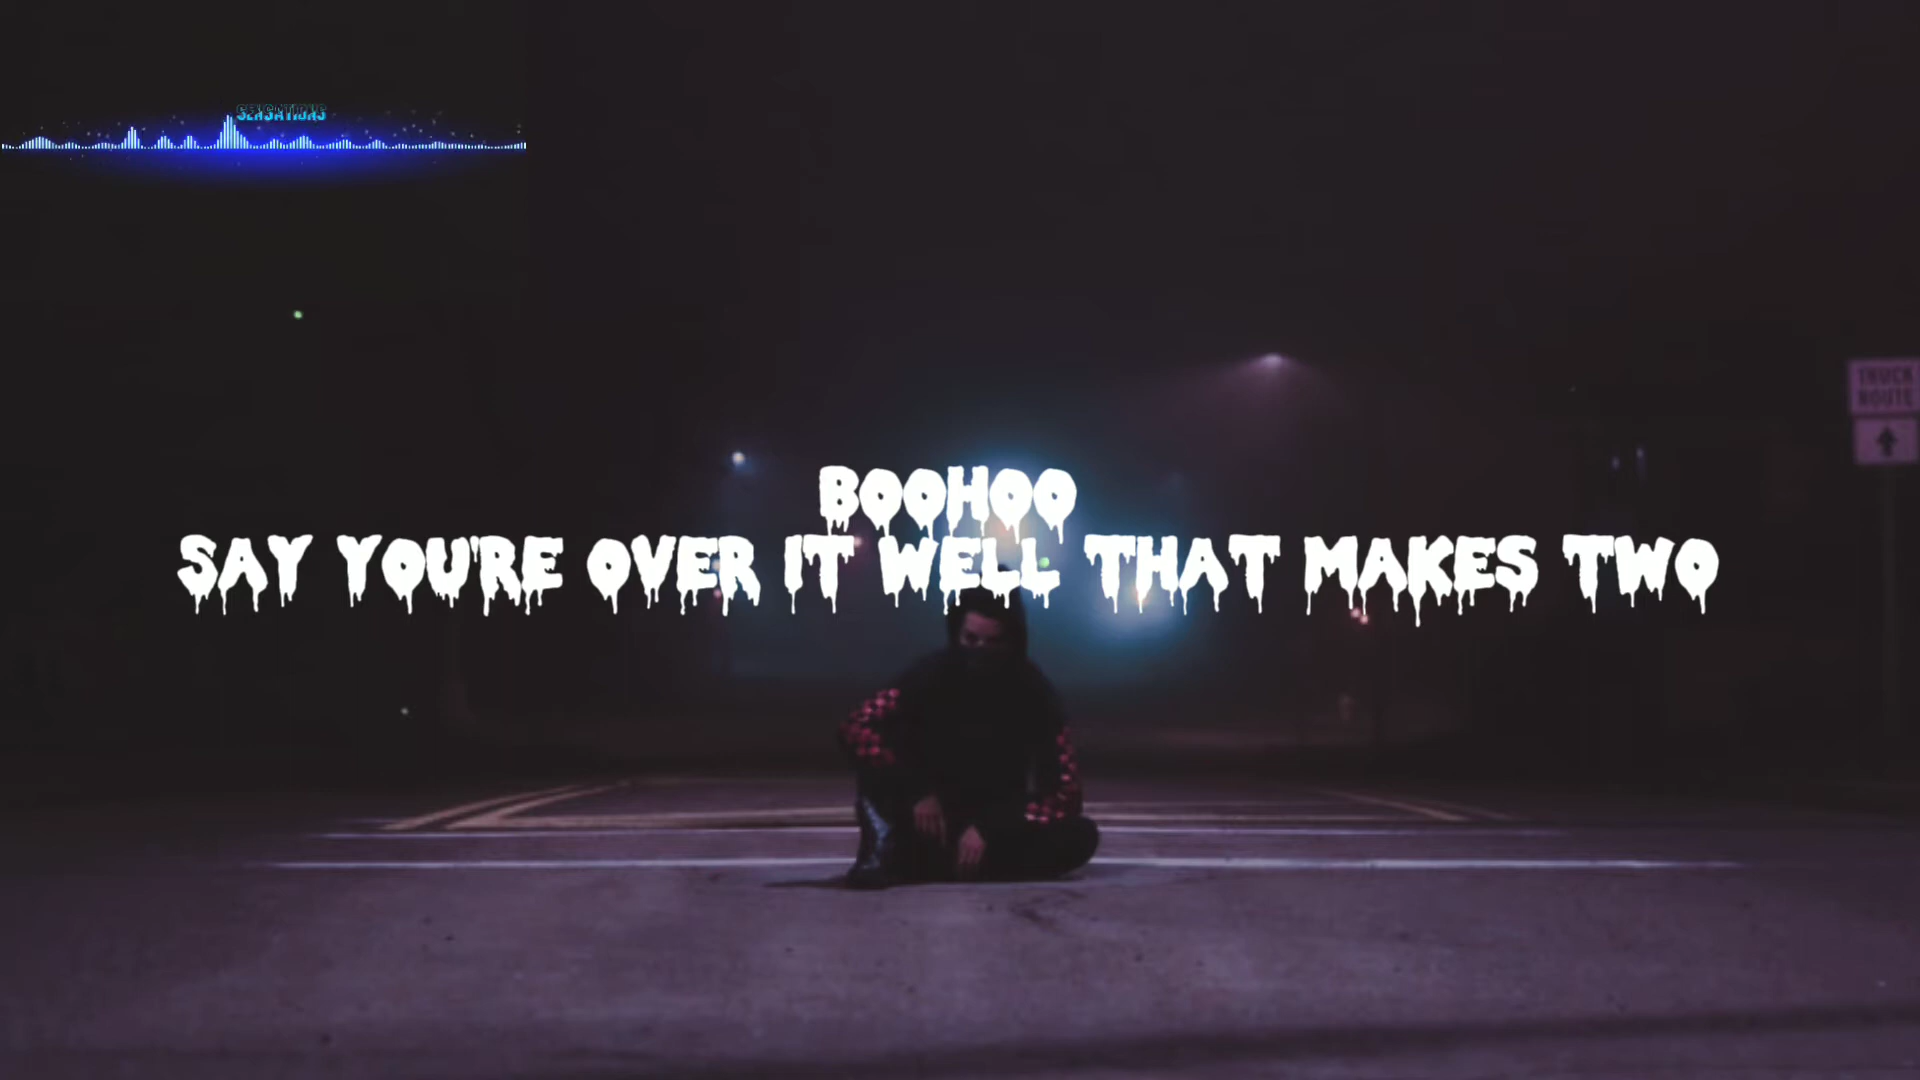 SENSATIONS
TRUCK
ROUTE
BOOHOO
SAY YOU'RE OVER IT WELL THAT MAKES TWO